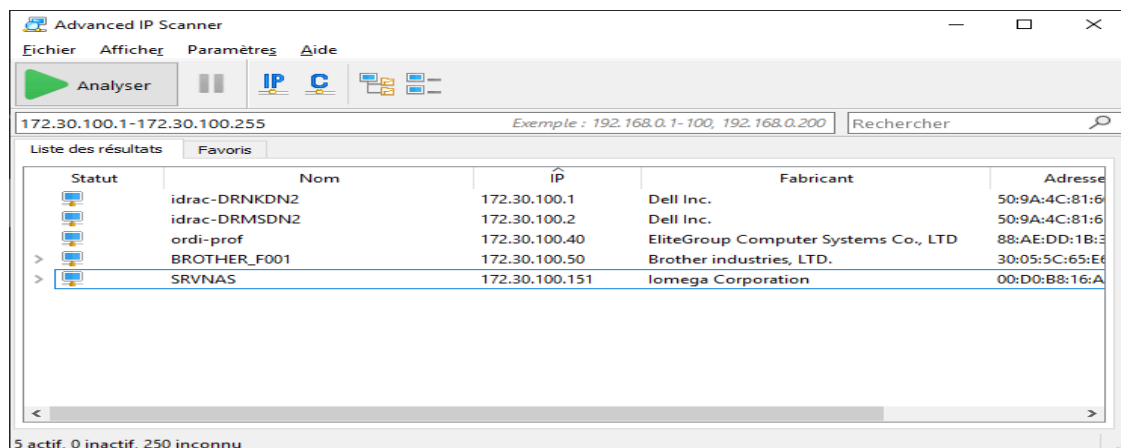 Advanced IP Scanner
Fichier Afficher Paramètres Aide
Analyser IP C
172.30.100.1-172.30.100.255 Exemple : 192.168.0.1-100, 192.168.0.200 Rechercher
Liste des résultats Favoris
Statut Nom IP Fabricant Adresse
idrac-DRNKDN2 172.30.100.1 Dell Inc. 50:9A:4C:81:6
idrac-DRMSDN2 172.30.100.2 Dell Inc. 50:9A:4C:81:6
ordi-prof 172.30.100.40 EliteGroup Computer Systems Co., LTD 88:AE:DD:1B:3
> BROTHER_F001 172.30.100.50 Brother industries, LTD. 30:05:5C:65:E6
> SRVNAS 172.30.100.151 Iomega Corporation 00:D0:B8:16:A
5 actif, 0 inactif, 250 inconnu